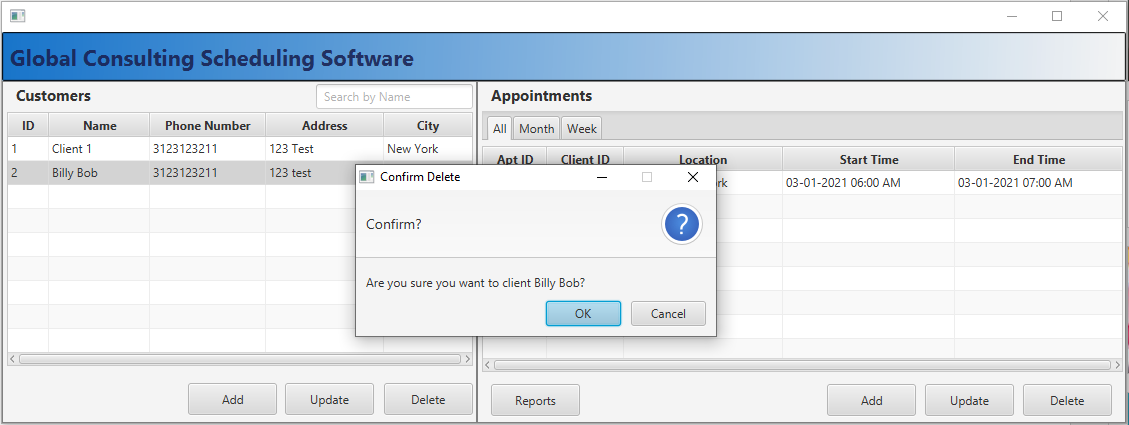 Global Consulting Scheduling Software
Customers
Search by Name
ID Name Phone Number Address City
1 Client 1 3123123211 123 Test New York
2 Billy Bob 3123123211 123 test
Add Update Delete
Appointments
All Month Week
Apt ID Client ID Location Start Time End Time
03-01-2021 06:00 AM 03-01-2021 07:00 AM
Reports Add Update Delete
Confirm Delete
Confirm?
?
Are you sure you want to client Billy Bob?
OK Cancel